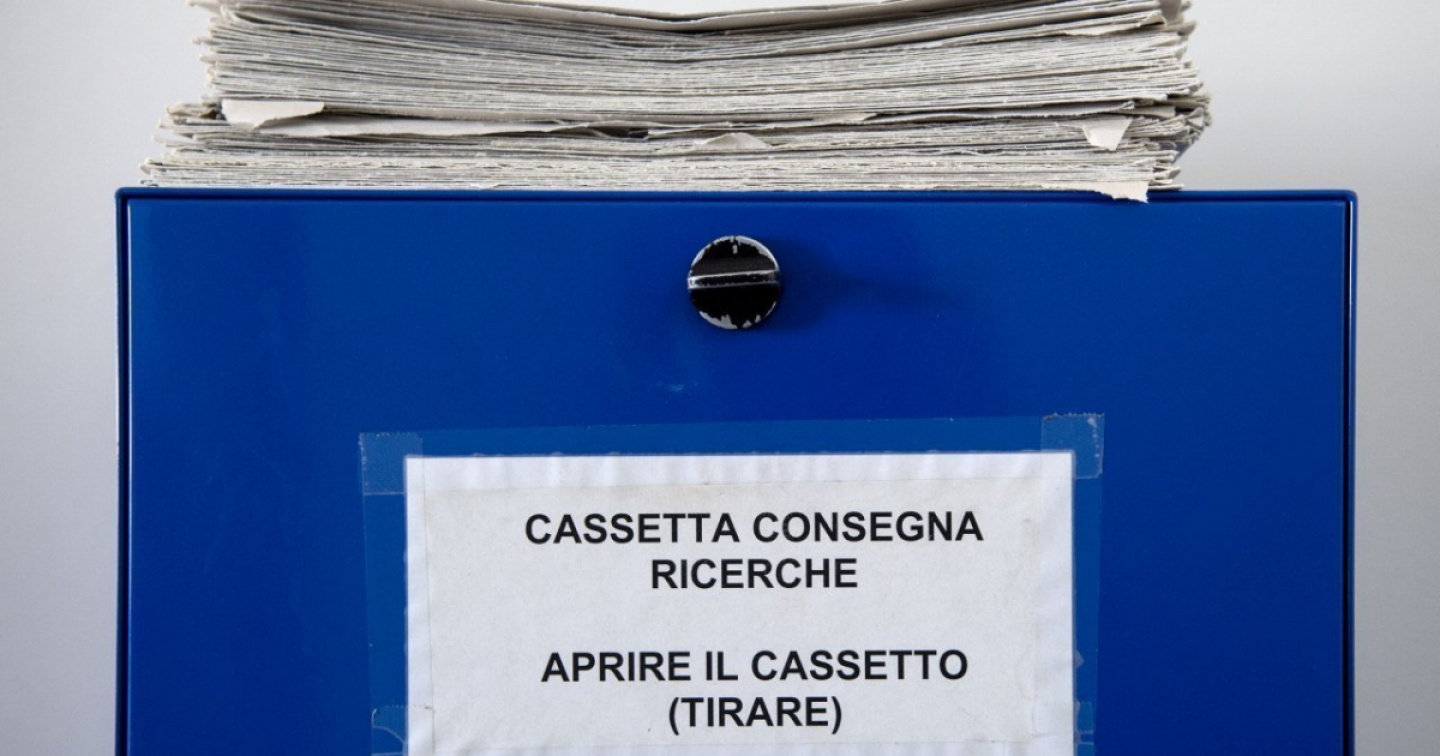 CASSETTA CONSEGNA
RICERCHE
APRIRE IL CASSETTO
(TIRARE)